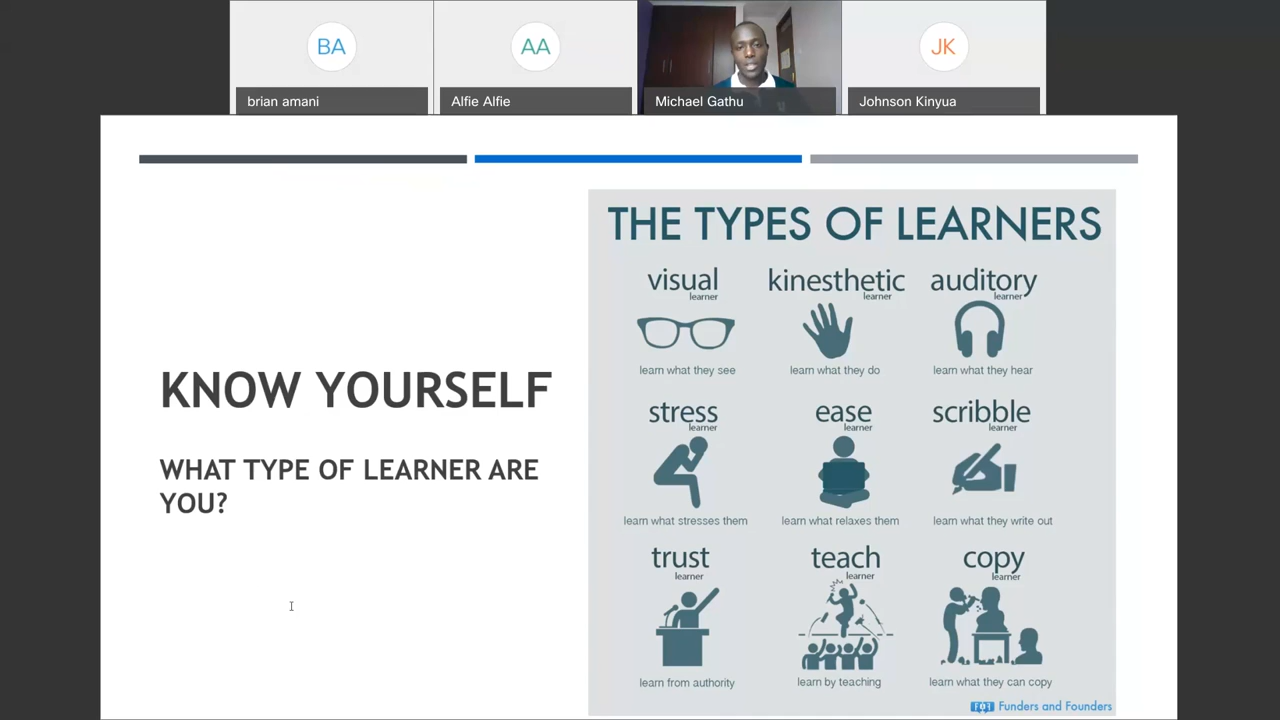 BA
AA
JK
brian amani
Alfie Alfie
Michael Gathu
Johnson Kinyua
KNOW YOURSELF
WHAT TYPE OF LEARNER ARE
YOU?
THE TYPES OF LEARNERS
visual
learner
learn what they see
kinesthetic
learner
learn what they do
auditory
learner
learn what they hear
stress
learner
learn what stresses them
ease
learner
learn what relaxes them
scribble
learner
learn what they write out
trust
learner
learn from authority
teach
learner
learn by teaching
copy
learner
learn what they can copy
Funders and Founders